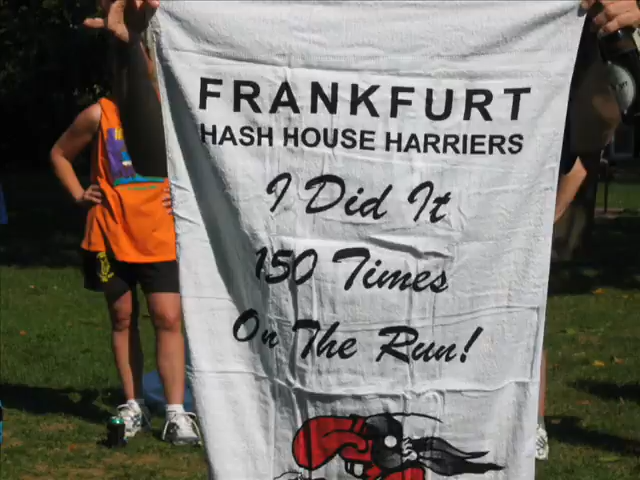 FRANKFURT
HASH HOUSE HARRIERS
I Did It
150 Times
On The Run!